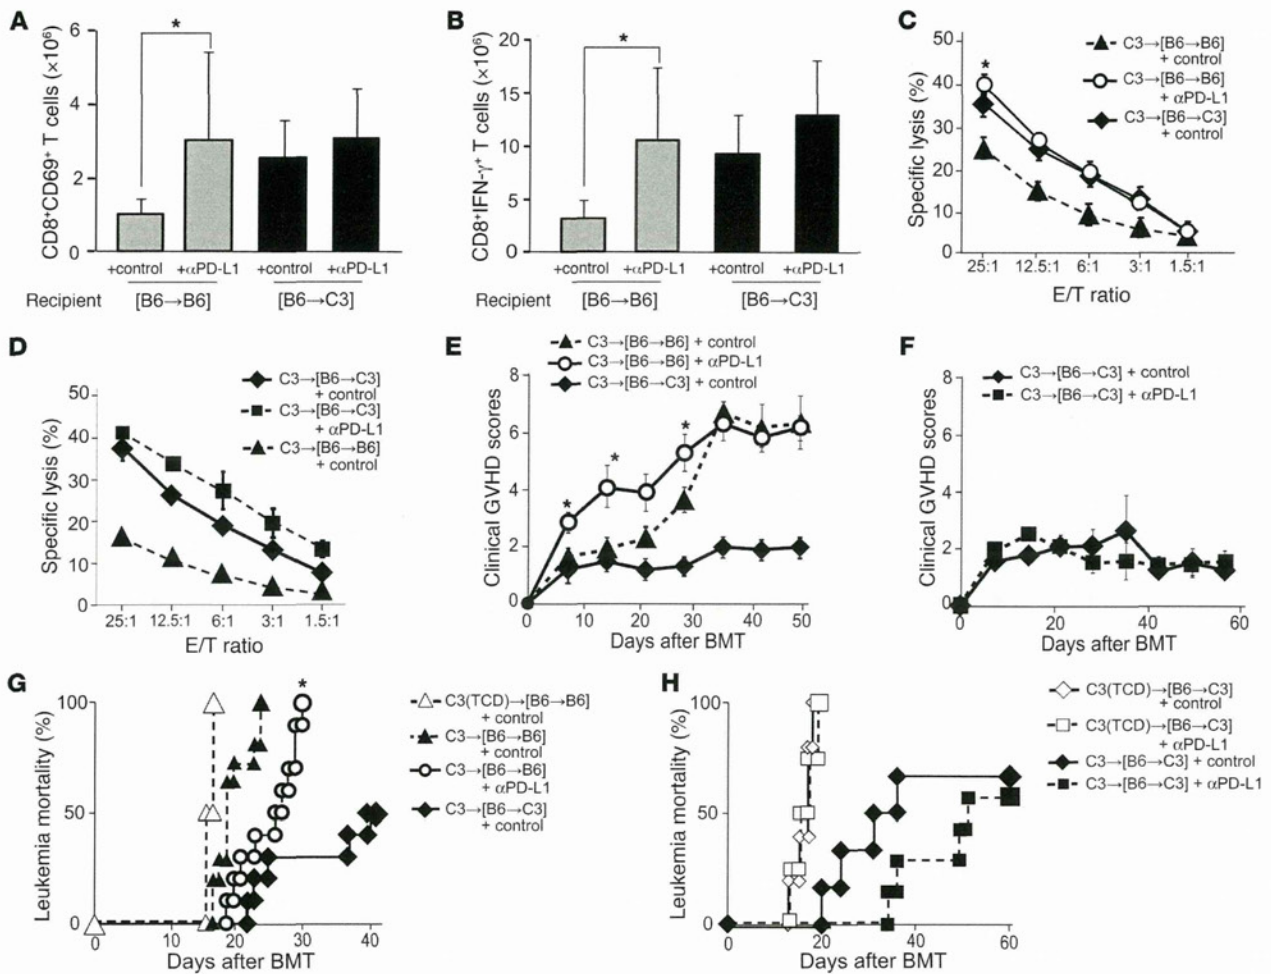 A
CD8⁺CD69⁺ T cells (×10⁶)
6
4
2
0
*
+control
+αPD-L1
+control
+αPD-L1
Recipient
[B6→B6]
[B6→C3]
B
CD8⁺IFN-γ⁺ T cells (×10⁶)
20
15
10
5
0
*
+control
+αPD-L1
+control
+αPD-L1
Recipient
[B6→B6]
[B6→C3]
C
Specific lysis (%)
50
40
30
20
10
0
*
C3→[B6→B6]
+ control
C3→[B6→B6]
+ αPD-L1
C3→[B6→C3]
+ control
25:1
12.5:1
6:1
3:1
1.5:1
E/T ratio
D
Specific lysis (%)
50
40
30
20
10
0
C3→[B6→C3]
+ control
C3→[B6→C3]
+ αPD-L1
C3→[B6→B6]
+ control
25:1
12.5:1
6:1
3:1
1.5:1
E/T ratio
E
C3→[B6→B6] + control
C3→[B6→B6] + αPD-L1
C3→[B6→C3] + control
Clinical GVHD scores
8
6
4
2
0
*
*
*
0
10
20
30
40
50
Days after BMT
F
C3→[B6→C3] + control
C3→[B6→C3] + αPD-L1
Clinical GVHD scores
8
6
4
2
0
0
20
40
60
Days after BMT
G
Leukemia mortality (%)
100
50
0
*
0
10
20
30
40
Days after BMT
C3(TCD)→[B6→B6]
+ control
C3→[B6→B6]
+ control
C3→[B6→B6]
+ αPD-L1
C3→[B6→C3]
+ control
H
Leukemia mortality (%)
100
50
0
0
20
40
60
Days after BMT
C3(TCD)→[B6→C3]
+ control
C3(TCD)→[B6→C3]
+ αPD-L1
C3→[B6→C3] + control
C3→[B6→C3] + αPD-L1